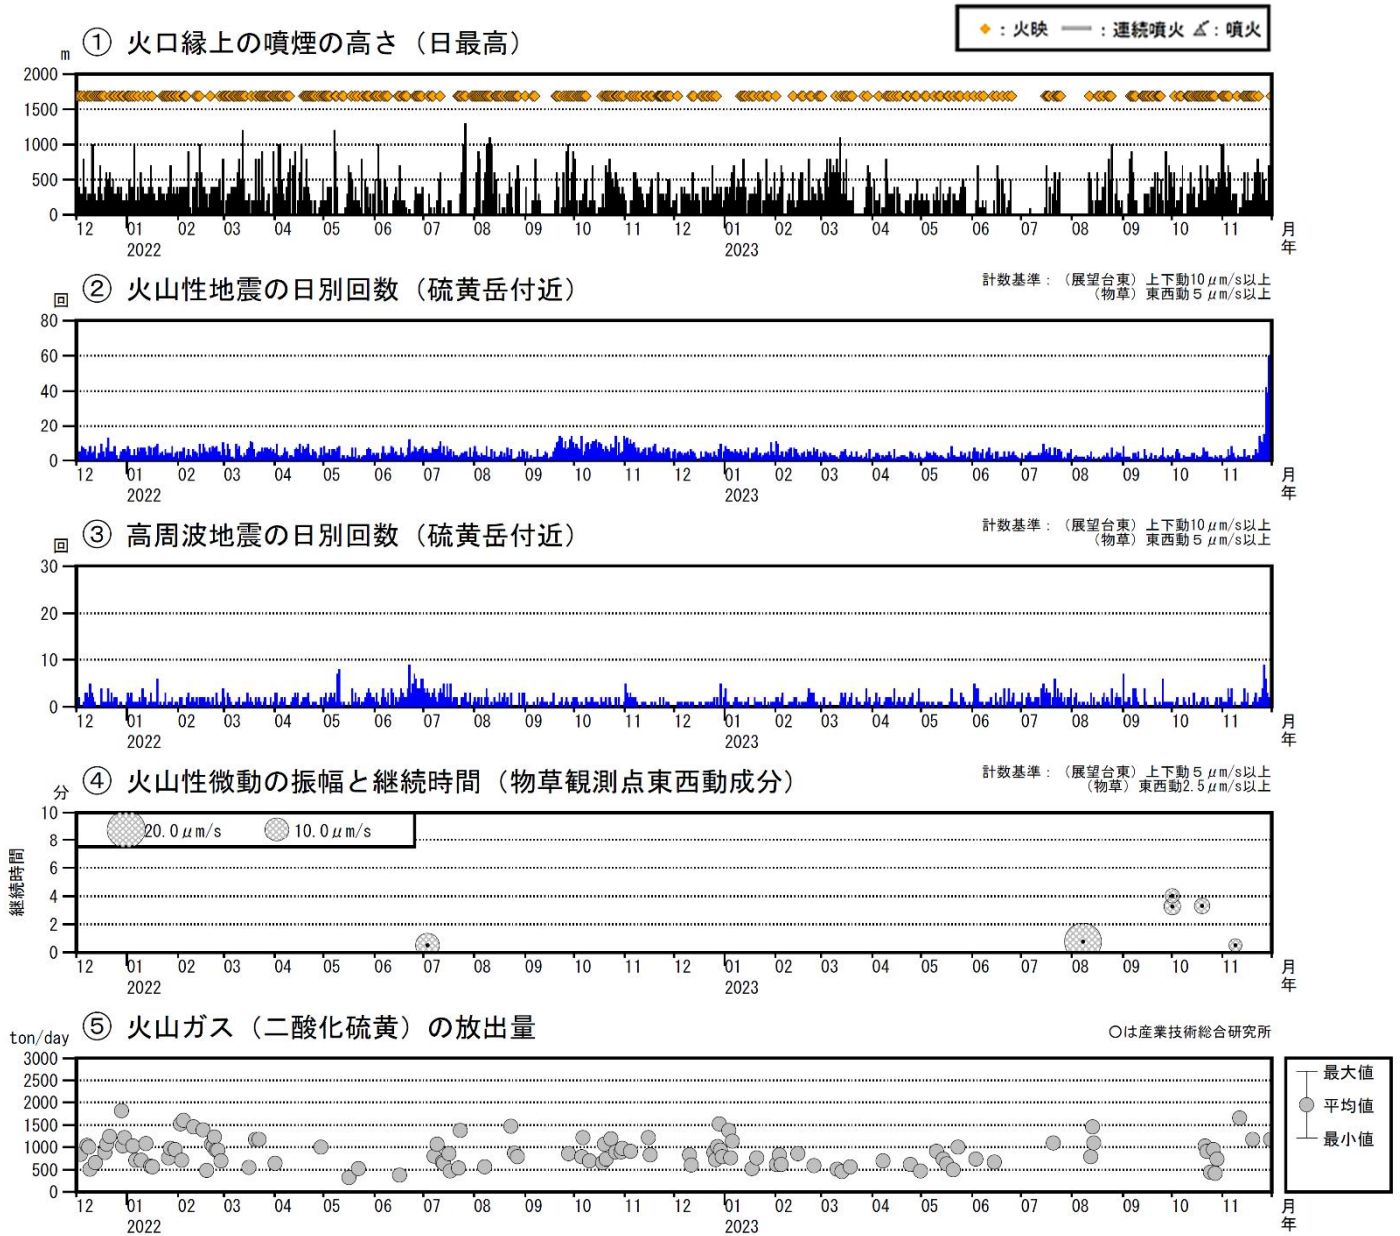 ◆：火映 ━━：連続噴火 ：噴火
① 火口縁上の噴煙の高さ（日最高）
m
2000
1500
1000
500
0
12 01 02 03 04 05 06 07 08 09 10 11 12 01 02 03 04 05 06 07 08 09 10 11 月
2022 2023 年
② 火山性地震の日別回数（硫黄岳付近）
計数基準：（展望台東）上下動10μm/s以上
（物草）東西動５μm/s以上
回
80
60
40
20
0
12 01 02 03 04 05 06 07 08 09 10 11 12 01 02 03 04 05 06 07 08 09 10 11 月
2022 2023 年
③ 高周波地震の日別回数（硫黄岳付近）
計数基準：（展望台東）上下動10μm/s以上
（物草）東西動５μm/s以上
回
30
20
10
0
12 01 02 03 04 05 06 07 08 09 10 11 12 01 02 03 04 05 06 07 08 09 10 11 月
2022 2023 年
④ 火山性微動の振幅と継続時間（物草観測点東西動成分）
計数基準：（展望台東）上下動５μm/s以上
（物草）東西動2.5μm/s以上
分
継続時間
10
8
6
4
2
0
20.0μm/s 10.0μm/s
12 01 02 03 04 05 06 07 08 09 10 11 12 01 02 03 04 05 06 07 08 09 10 11 月
2022 2023 年
⑤ 火山ガス（二酸化硫黄）の放出量
○は産業技術総合研究所
ton/day
3000
2500
2000
1500
1000
500
0
最大値
平均値
最小値
12 01 02 03 04 05 06 07 08 09 10 11 12 01 02 03 04 05 06 07 08 09 10 11 月
2022 2023 年